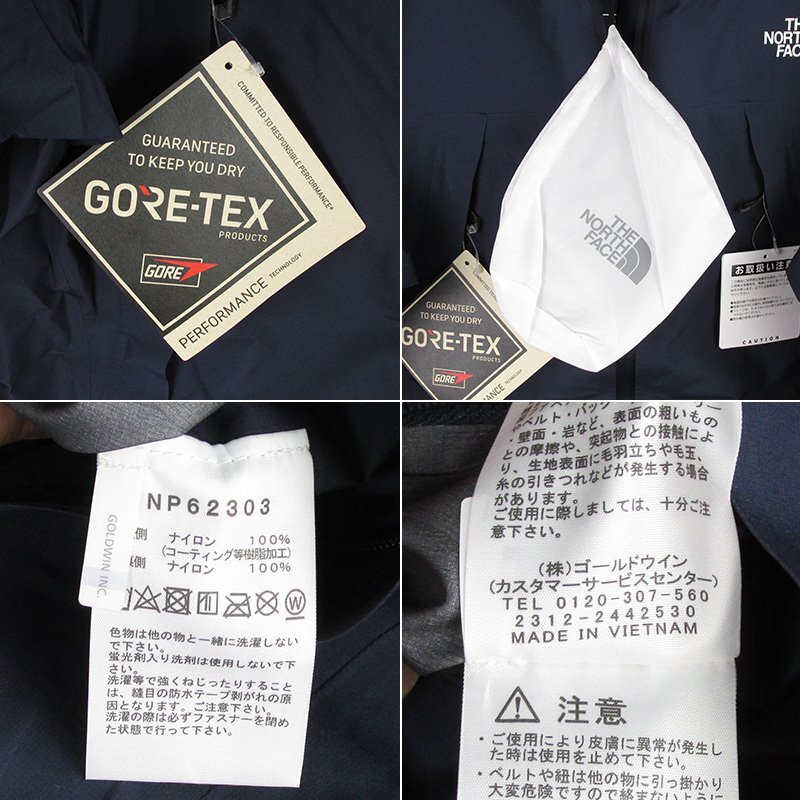 GUARANTEED
TO KEEP YOU DRY
GORE-TEX
PRODUCTS
GORE
PERFORMANCE TECHNOLOGY
COMMITTED TO RESPONSIBLE PERFORMANCE*
THE
NORTH
FACE
THE
NORTH
FACE
GUARANTEED
TO KEEP YOU DRY
GORE-TEX
PRODUCTS
GORE
PERFORMANCE TECHNOLOGY
お取扱い注意
CAUTION
NP62303
GOLDWIN INC.
側 ナイロン 100%
(コーティング等樹脂加工)
側 ナイロン 100%
色物は他の物と一緒に洗濯しない
で下さい。
蛍光剤入り洗剤は使用しないで下
さい。
洗濯等で強くねじったりすること
は、縫目の防水テープ剥がれの原
因となります。ご注意下さい。
洗濯の際は必ずファスナーを閉め
た状態で行って下さい。
・壁面・岩など、表面の粗いもの
との摩擦や、突起物との接触によ
り、生地表面に毛羽立ちや毛玉、
糸の引きつれなどが発生する場合
があります。
ご使用に際しましては、十分ご注
意下さい。
(株)ゴールドウイン
(カスタマーサービスセンター)
TEL 0120-307-560
2312-2442530
MADE IN VIETNAM
注意
・ご使用により皮膚に異常が発生し
た時は使用を止めて下さい。
・ベルトや紐は他の物に引っ掛かり
大変危険ですので絡まないように